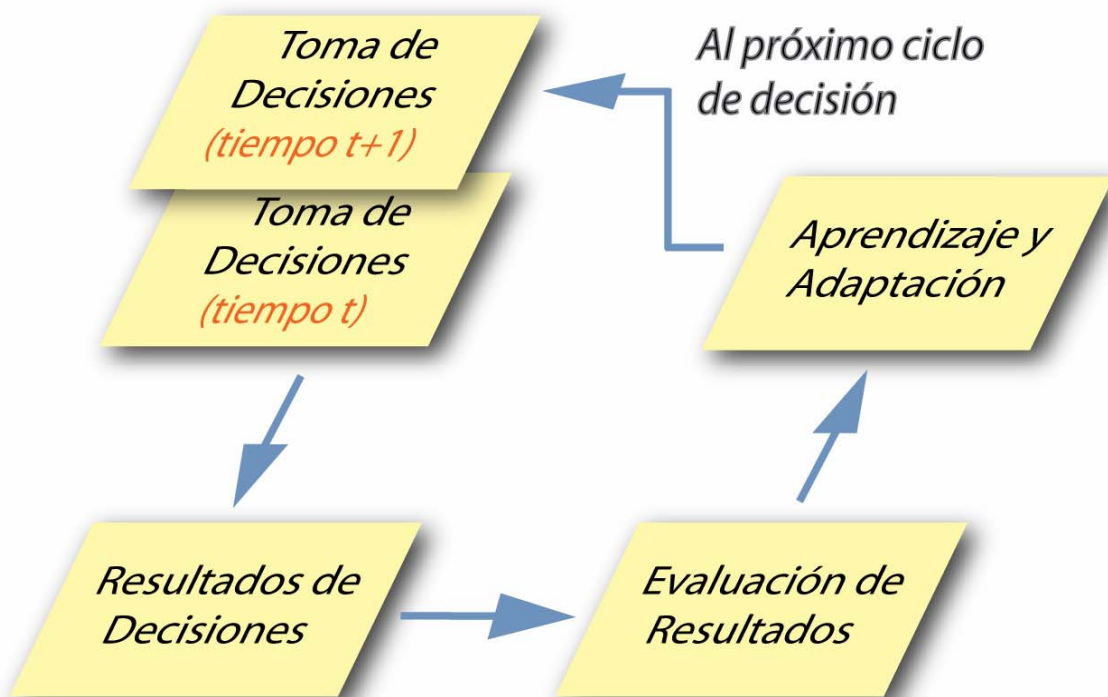 Toma de
Decisiones
(tiempo t+1)
Al próximo ciclo
de decisión
Toma de
Decisiones
(tiempo t)
Aprendizaje y
Adaptación
Resultados de
Decisiones
Evaluación de
Resultados